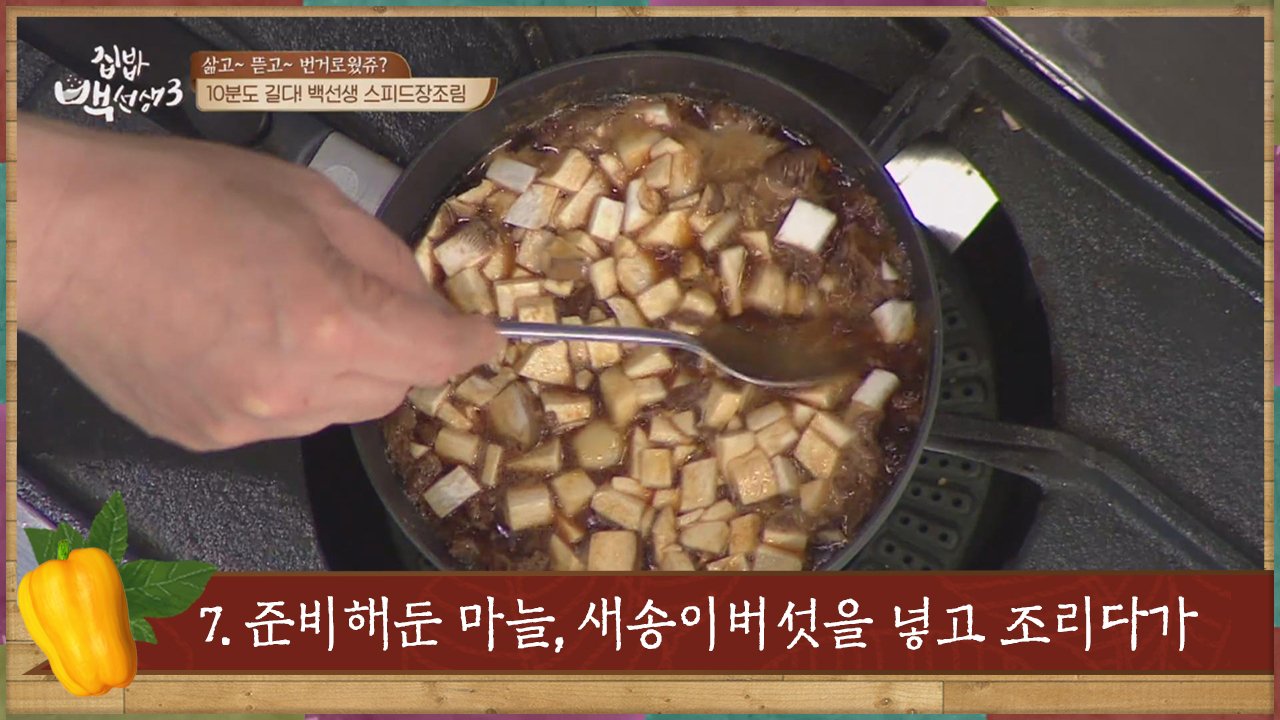 집밥
백선생3
삶고~ 뜯고~ 번거로웠쥬?
10분도 길다! 백선생 스피드장조림
7. 준비해둔 마늘, 새송이버섯을 넣고 조리다가